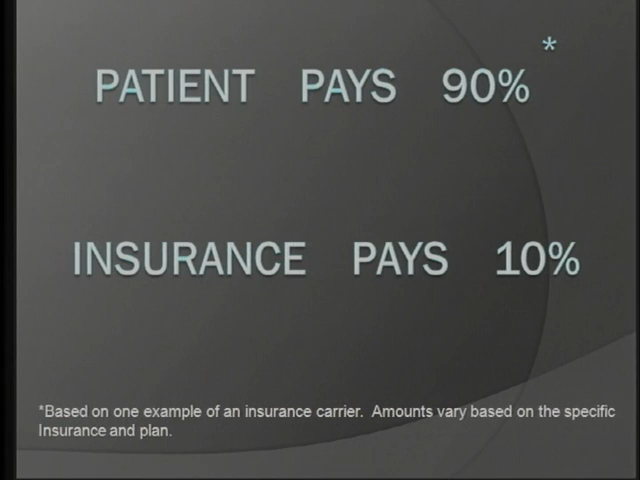 PATIENT PAYS 90%*
INSURANCE PAYS 10%
*Based on one example of an insurance carrier. Amounts vary based on the specific
Insurance and plan.